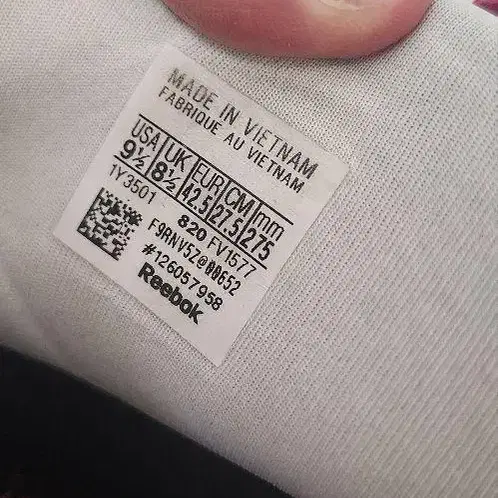 MADE IN VIETNAM
FABRIQUE AU VIETNAM
USA UK EUR CM mm
9½ 8½ 42.5 27.5 275
1Y3501 820 FV1577
F9RNV5Z@00652
#126057958
Reebok